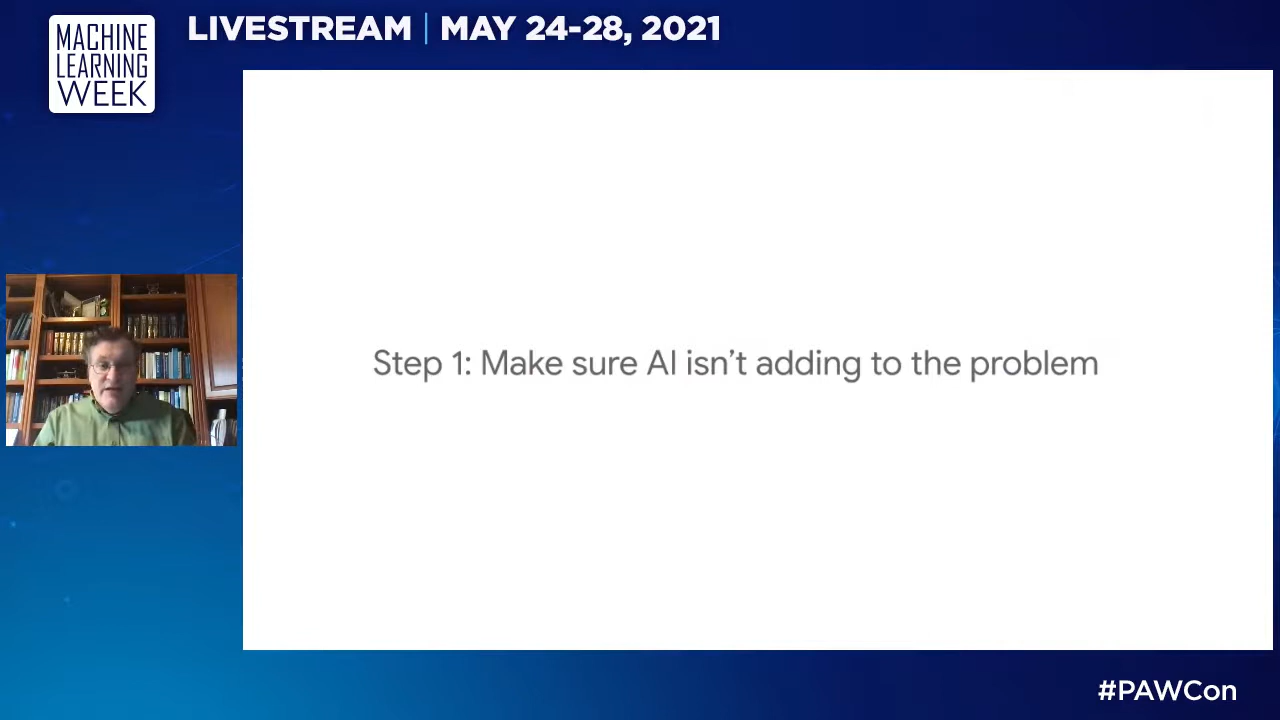 MACHINE
LEARNING
WEEK
LIVESTREAM | MAY 24-28, 2021
Step 1: Make sure AI isn’t adding to the problem
#PAWCon